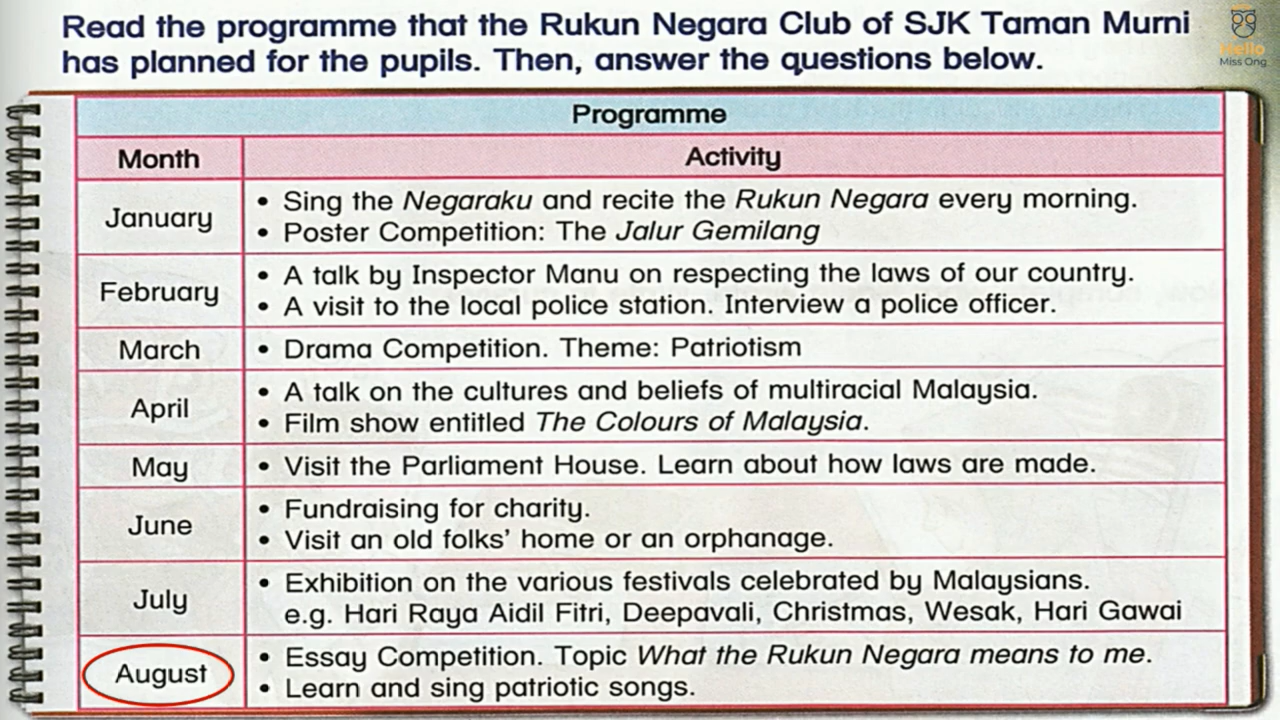 Read the programme that the Rukun Negara Club of SJK Taman Murni
has planned for the pupils. Then, answer the questions below.
Hello
Miss Ong
Programme
Month Activity
January
• Sing the Negaraku and recite the Rukun Negara every morning.
• Poster Competition: The Jalur Gemilang
February
• A talk by Inspector Manu on respecting the laws of our country.
• A visit to the local police station. Interview a police officer.
March
• Drama Competition. Theme: Patriotism
April
• A talk on the cultures and beliefs of multiracial Malaysia.
• Film show entitled The Colours of Malaysia.
May
• Visit the Parliament House. Learn about how laws are made.
June
• Fundraising for charity.
• Visit an old folks’ home or an orphanage.
July
• Exhibition on the various festivals celebrated by Malaysians.
e.g. Hari Raya Aidil Fitri, Deepavali, Christmas, Wesak, Hari Gawai
August
• Essay Competition. Topic What the Rukun Negara means to me.
• Learn and sing patriotic songs.